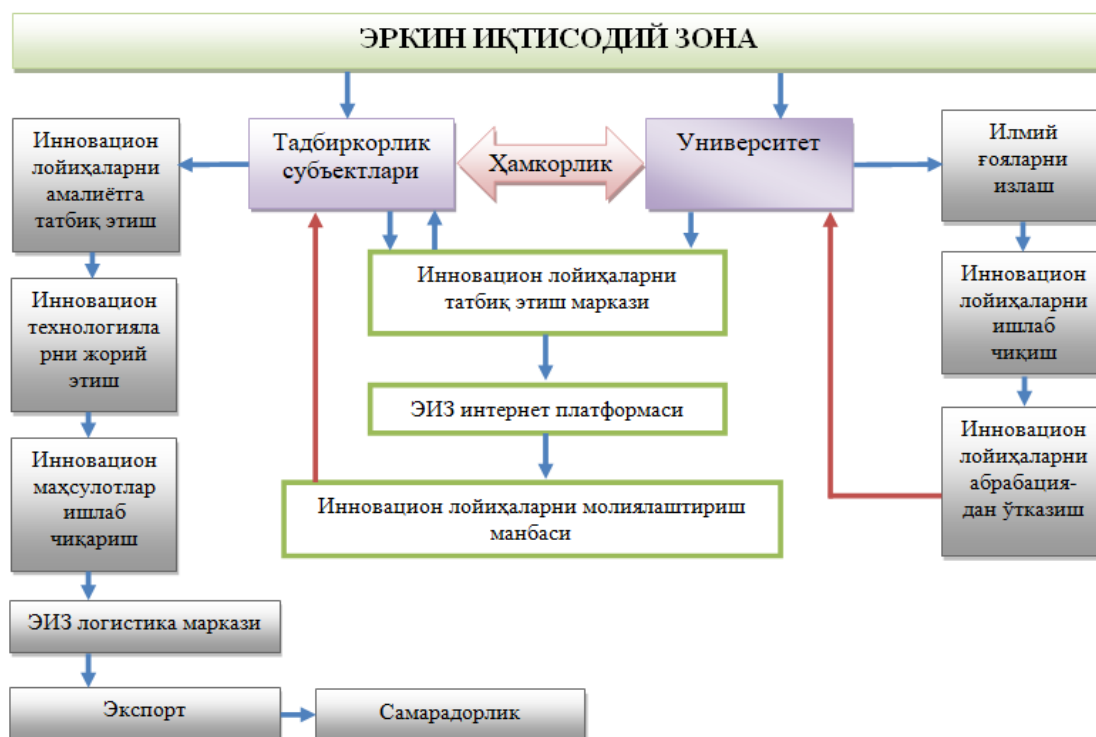 ЭРКИН ИҚТИСОДИЙ ЗОНА
Инновацион
лойиҳаларни
амалиётга
татбиқ этиш
Тадбиркорлик
субъектлари
Ҳамкорлик
Университет
Илмий
ғояларни
излаш
Инновацион лойиҳаларни
татбиқ этиш маркази
Инновацион
технологияла
рни жорий
этиш
Инновацион
лойиҳаларни
ишлаб
чиқиш
ЭИЗ интернет платформаси
Инновацион
маҳсулотлар
ишлаб
чиқариш
Инновацион лойиҳаларни молиялаштириш
манбаси
Инновацион
лойиҳаларни
абрабация-
дан ўтказиш
ЭИЗ логистика маркази
Экспорт
Самарадорлик